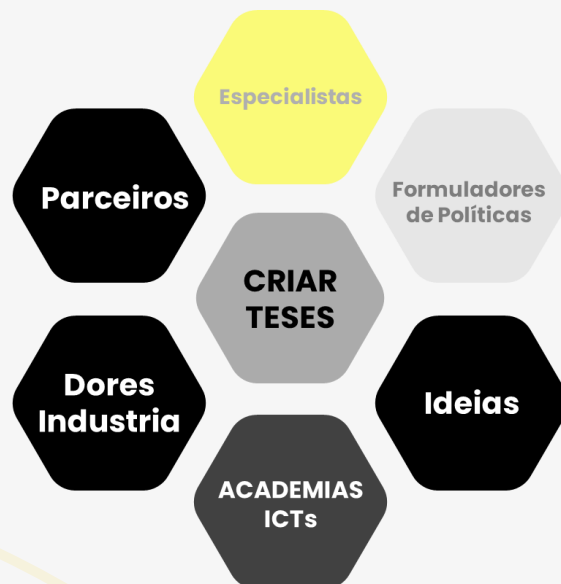 Especialistas
Parceiros
Formuladores
de Políticas
CRIAR
TESES
Dores
Industria
Ideias
ACADEMIAS
ICTs